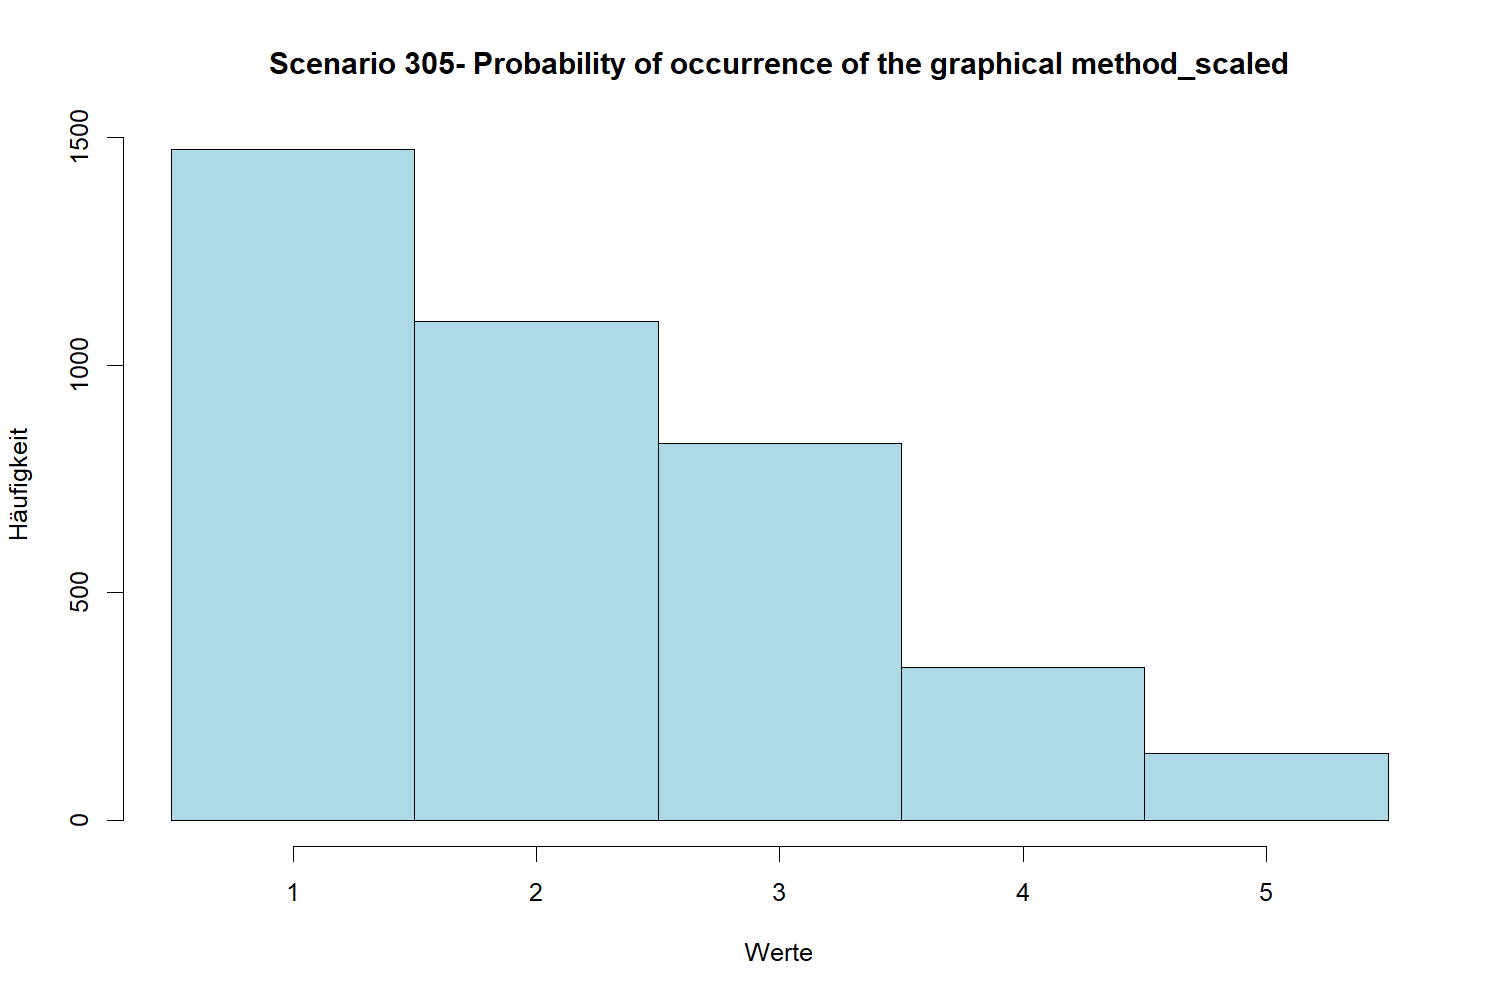 Scenario 305- Probability of occurrence of the graphical method_scaled
1500
1000
500
0
Häufigkeit
1 2 3 4 5
Werte